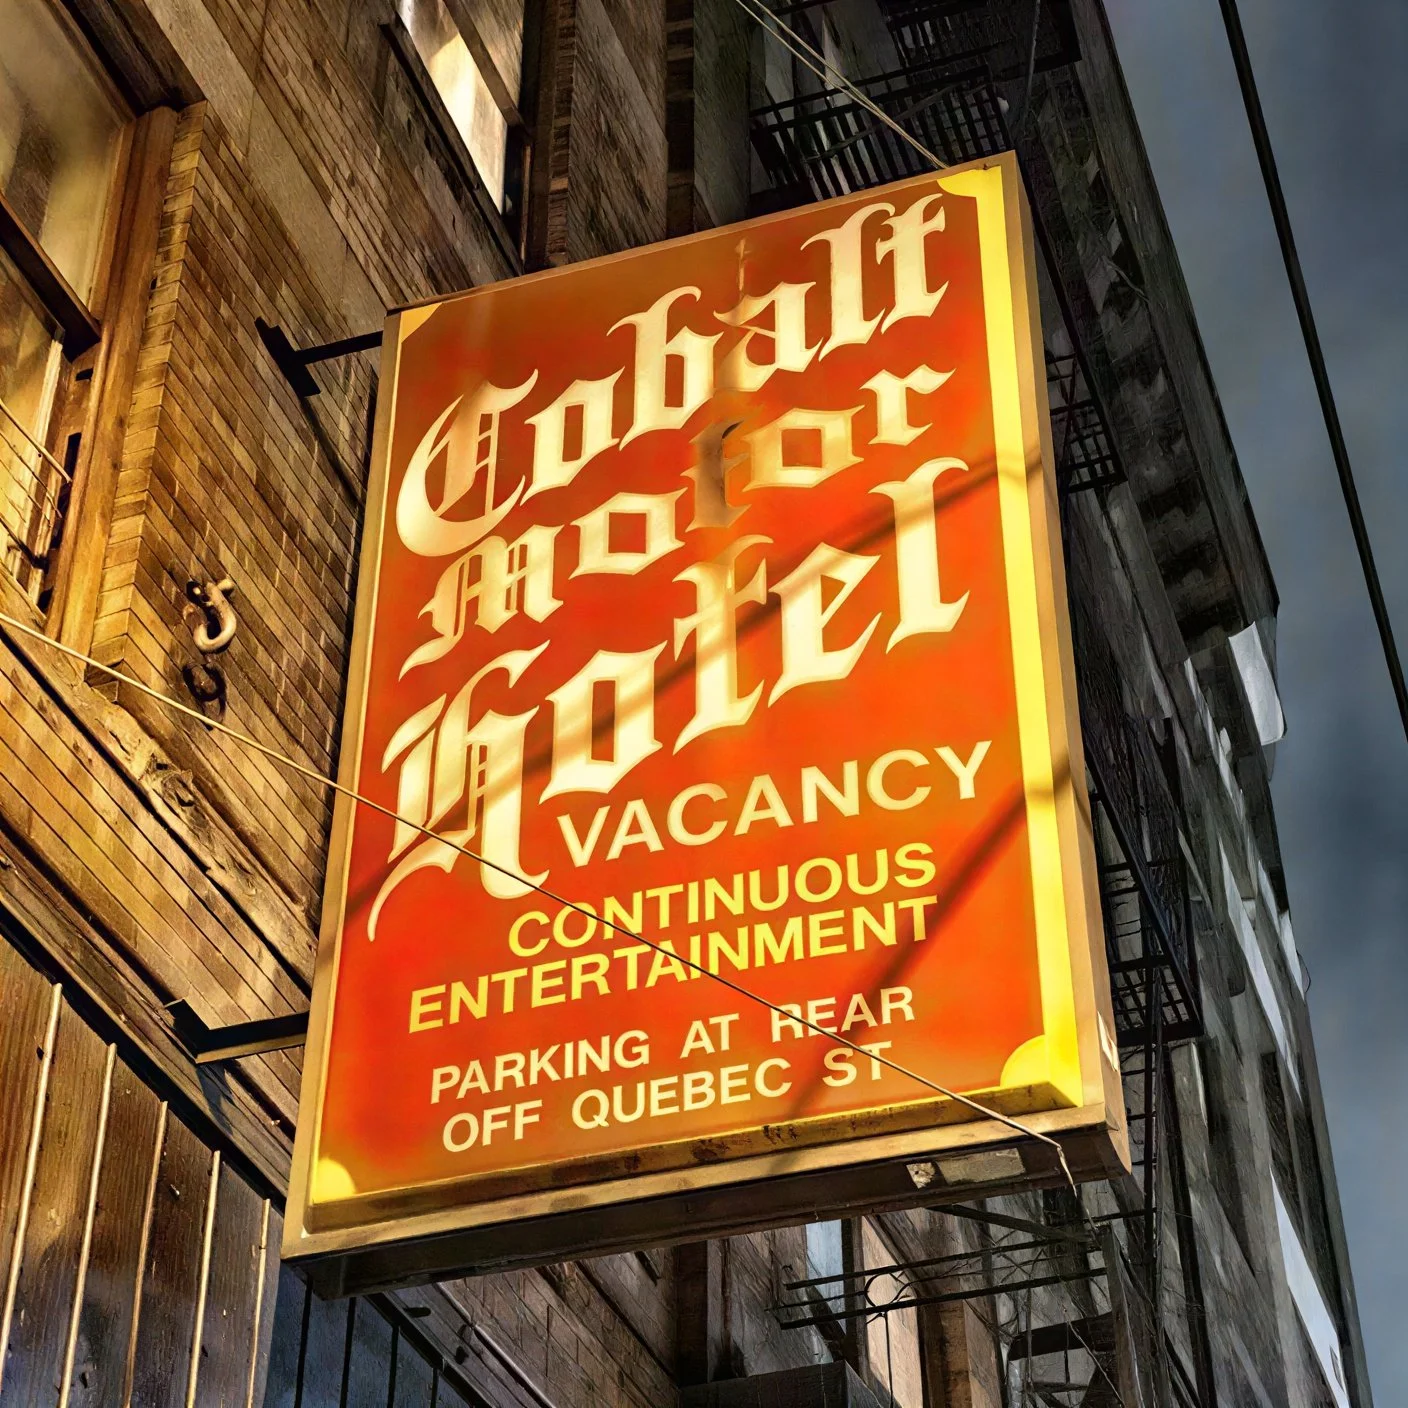 Cobalt
Motor
Hotel
VACANCY
CONTINUOUS
ENTERTAINMENT
PARKING AT REAR
OFF QUEBEC ST